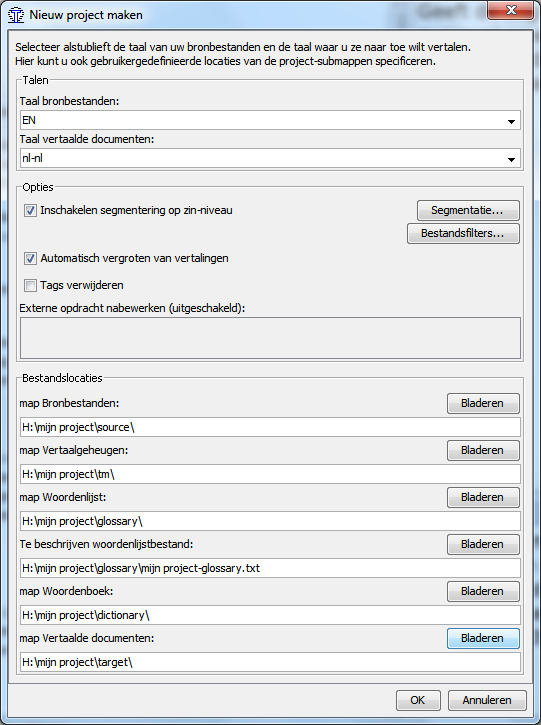 Nieuw project maken
Selecteer alstublieft de taal van uw bronbestanden en de taal waar u ze naar toe wilt vertalen.
Hier kunt u ook gebruikergedefinieerde locaties van de project-submappen specificeren.
Talen
Taal bronbestanden:
EN
Taal vertaalde documenten:
nl-nl
Opties
Inschakelen segmentering op zin-niveau
Segmentatie...
Bestandsfilters...
Automatisch vergroten van vertalingen
Tags verwijderen
Externe opdracht nabewerken (uitgeschakeld):
Bestandslocaties
map Bronbestanden:
Bladeren
H:\mijn project\source\
map Vertaalgeheugen:
Bladeren
H:\mijn project\tm\
map Woordenlijst:
Bladeren
H:\mijn project\glossary\
Te beschrijven woordenlijstbestand:
Bladeren
H:\mijn project\glossary\mijn project-glossary.txt
map Woordenboek:
Bladeren
H:\mijn project\dictionary\
map Vertaalde documenten:
Bladeren
H:\mijn project\target\
OK
Annuleren